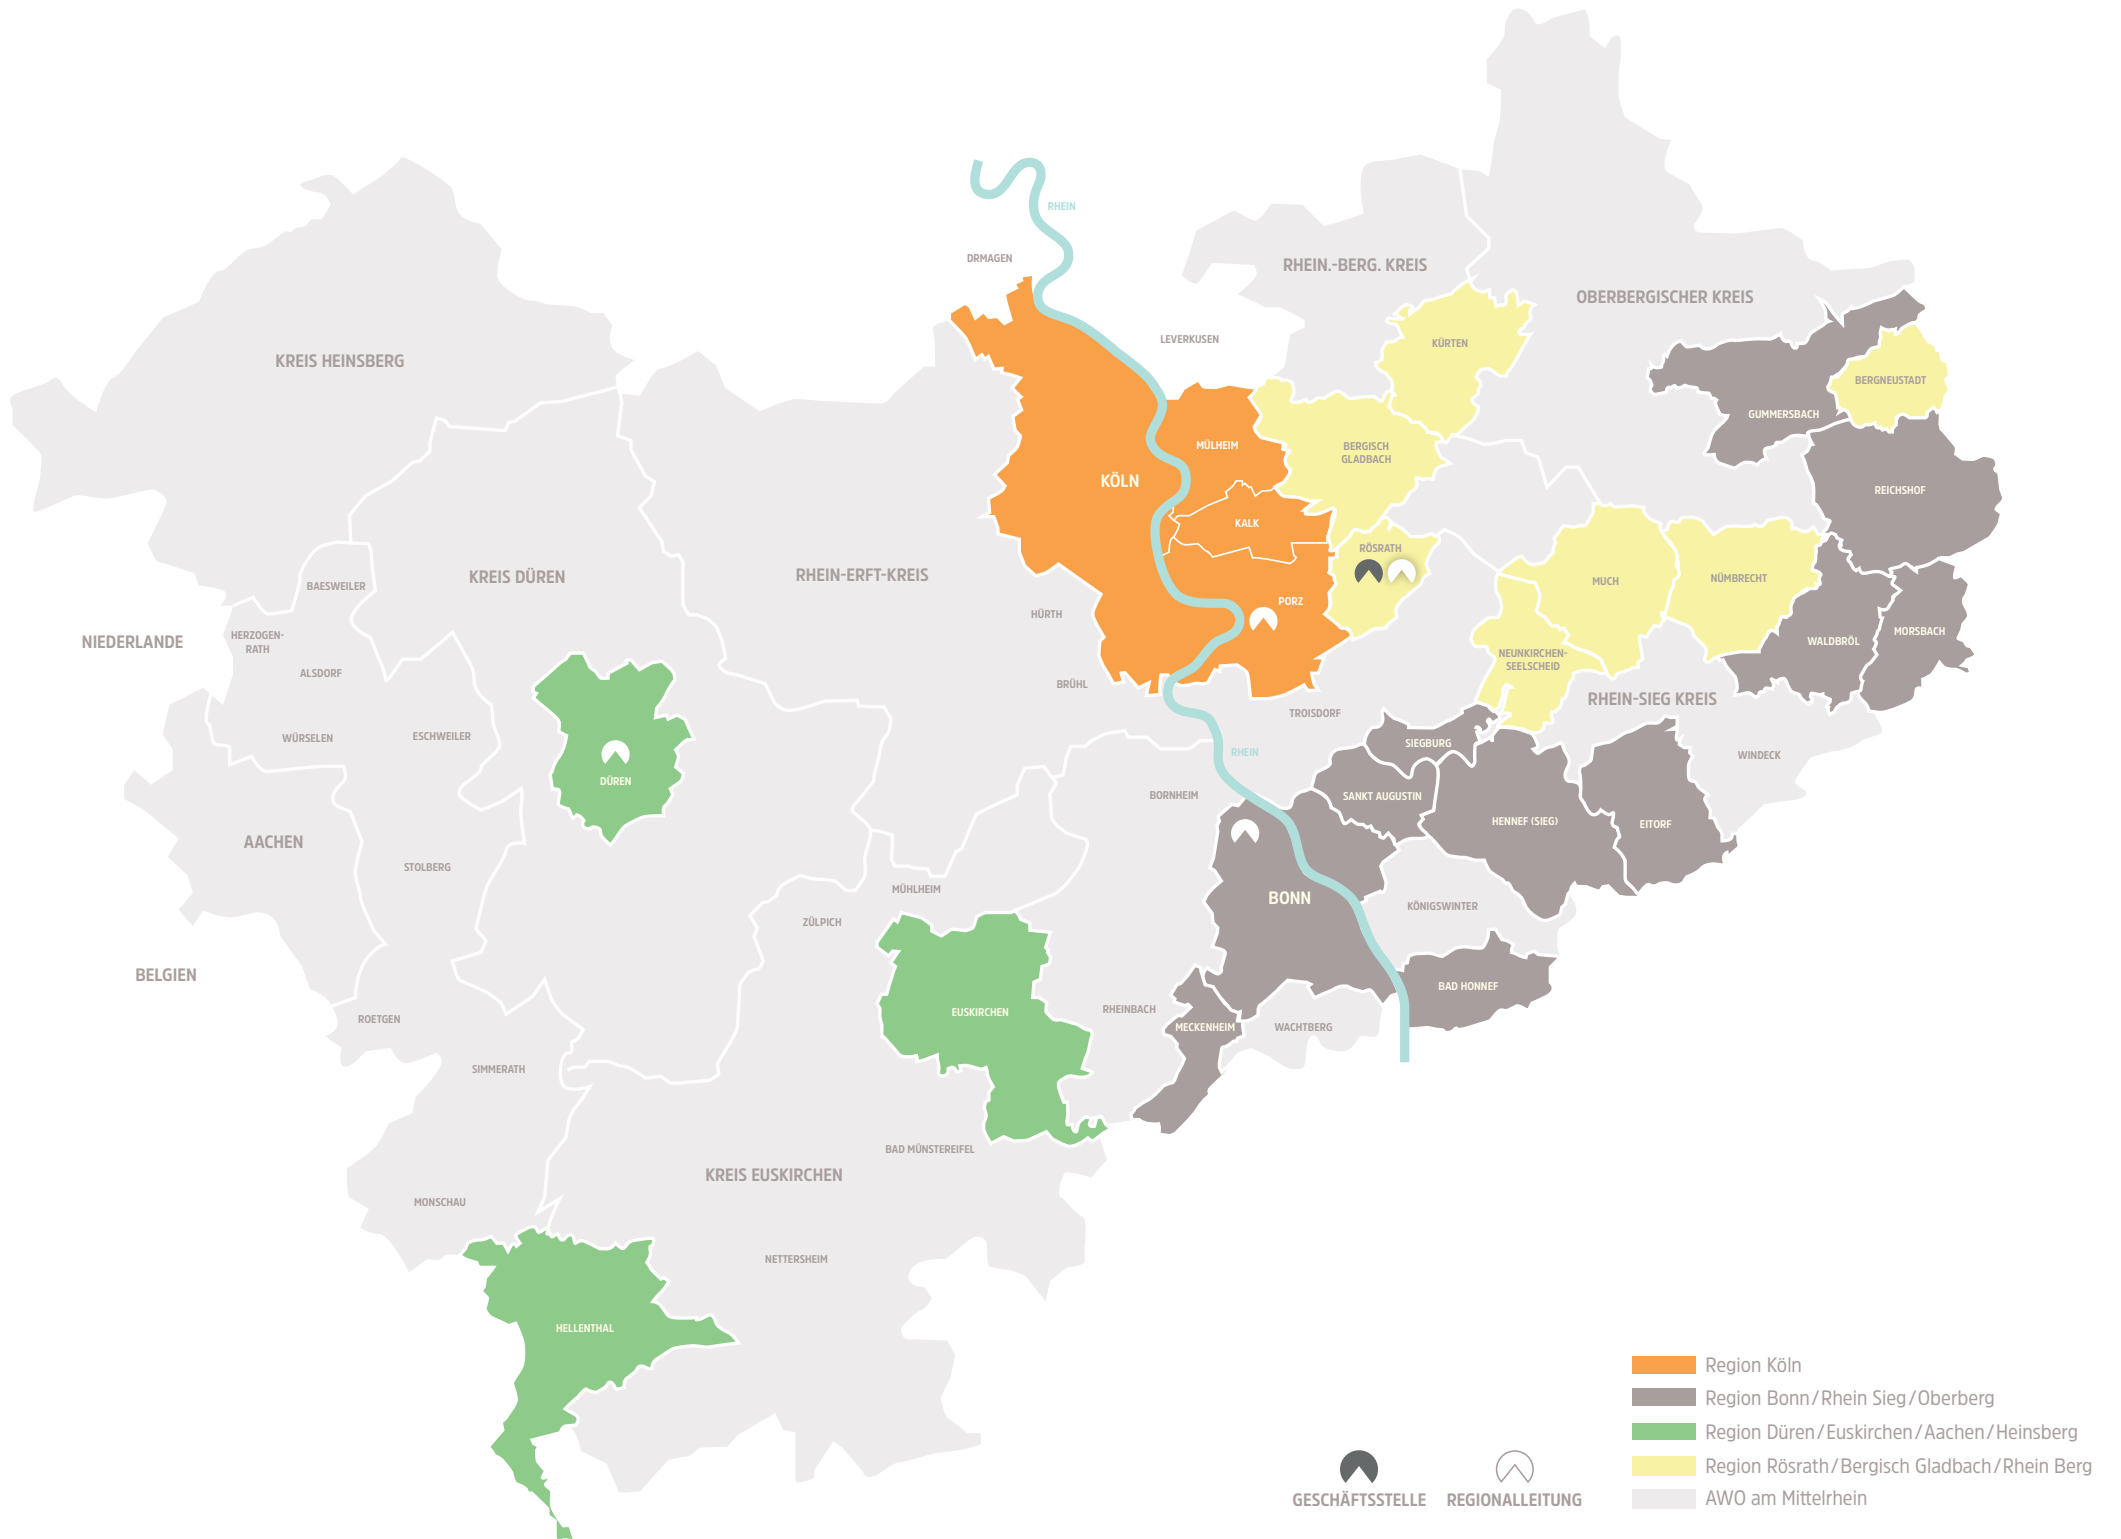 RHEIN
DRMAGEN
RHEIN.-BERG. KREIS
OBERBERGISCHER KREIS
LEVERKUSEN
KÜRTEN
KREIS HEINSBERG
BERGNEUSTADT
GUMMERSBACH
MÜLHEIM
BERGISCH
GLADBACH
KÖLN
REICHSHOF
KALK
RÖSRATH
KREIS DÜREN
RHEIN-ERFT-KREIS
BAESWEILER
MUCH
NÜMBRECHT
PORZ
HÜRTH
NIEDERLANDE
HERZOGEN-
RATH
WALDBRÖL
MORSBACH
NEUNKIRCHEN-
SEELSCHEID
ALSDORF
BRÜHL
RHEIN-SIEG KREIS
TROISDORF
WÜRSELEN
ESCHWEILER
SIEGBURG
RHEIN
WINDECK
DÜREN
BORNHEIM
SANKT AUGUSTIN
HENNEF (SIEG)
EITORF
AACHEN
STOLBERG
MÜHLHEIM
BONN
KÖNIGSWINTER
ZÜLPICH
BELGIEN
BAD HONNEF
EUSKIRCHEN
RHEINBACH
ROETGEN
MECKENHEIM
WACHTBERG
SIMMERATH
BAD MÜNSTEREIFEL
KREIS EUSKIRCHEN
MONSCHAU
NETTERSHEIM
HELLENTHAL
Region Köln
Region Bonn/Rhein Sieg/Oberberg
Region Düren/Euskirchen/Aachen/Heinsberg
Region Rösrath/Bergisch Gladbach/Rhein Berg
AWO am Mittelrhein
GESCHÄFTSSTELLE
REGIONALLEITUNG